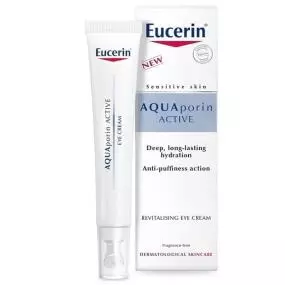 Eucerin
AQUAporin ACTIVE
EYE CREAM
Eucerin
NEW
Sensitive skin
AQUAporin
ACTIVE
Deep, long-lasting
hydration
Anti-puffiness action
REVITALISING EYE CREAM
Fragrance-free
DERMATOLOGICAL SKINCARE